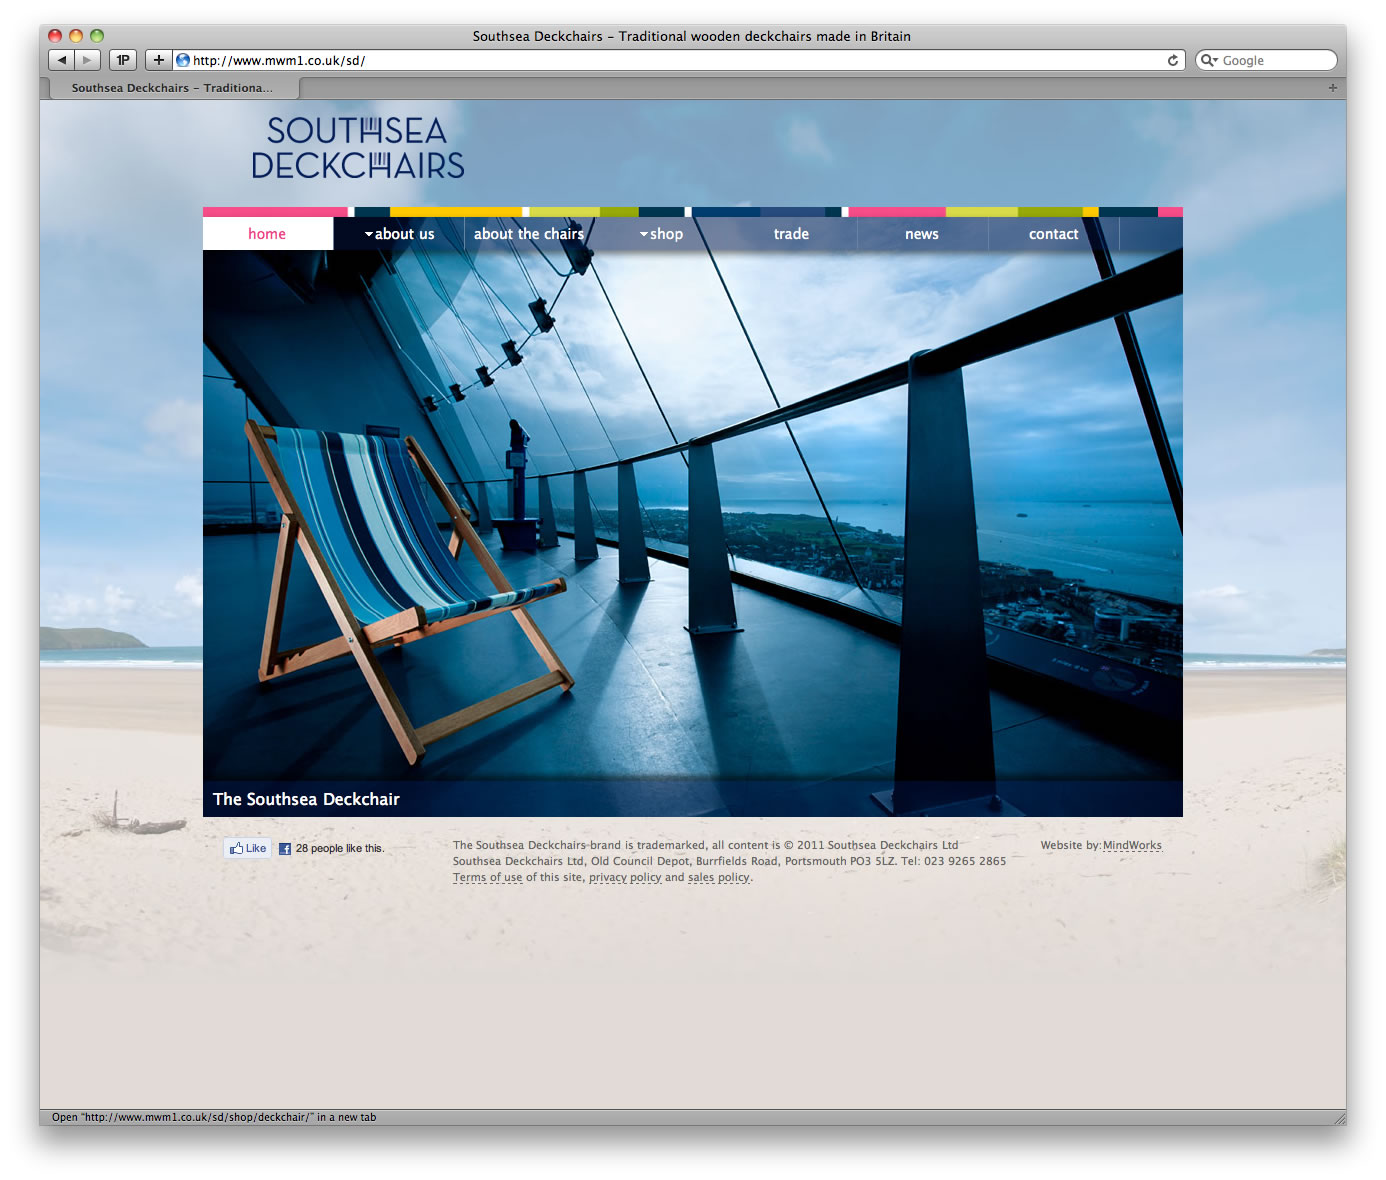 Southsea Deckchairs – Traditional wooden deckchairs made in Britain
1P
+
http://www.mwm1.co.uk/sd/
Google
Southsea Deckchairs – Traditiona...
+
SOUTHSEA
DECKCHAIRS
home
about us
about the chairs
shop
trade
news
contact
The Southsea Deckchair
Like
28 people like this.
The Southsea Deckchairs brand is trademarked, all content is © 2011 Southsea Deckchairs Ltd
Southsea Deckchairs Ltd, Old Council Depot, Burrfields Road, Portsmouth PO3 5LZ. Tel: 023 9265 2865
Terms of use of this site, privacy policy and sales policy.
Website by: MindWorks
Open “http://www.mwm1.co.uk/sd/shop/deckchair/” in a new tab